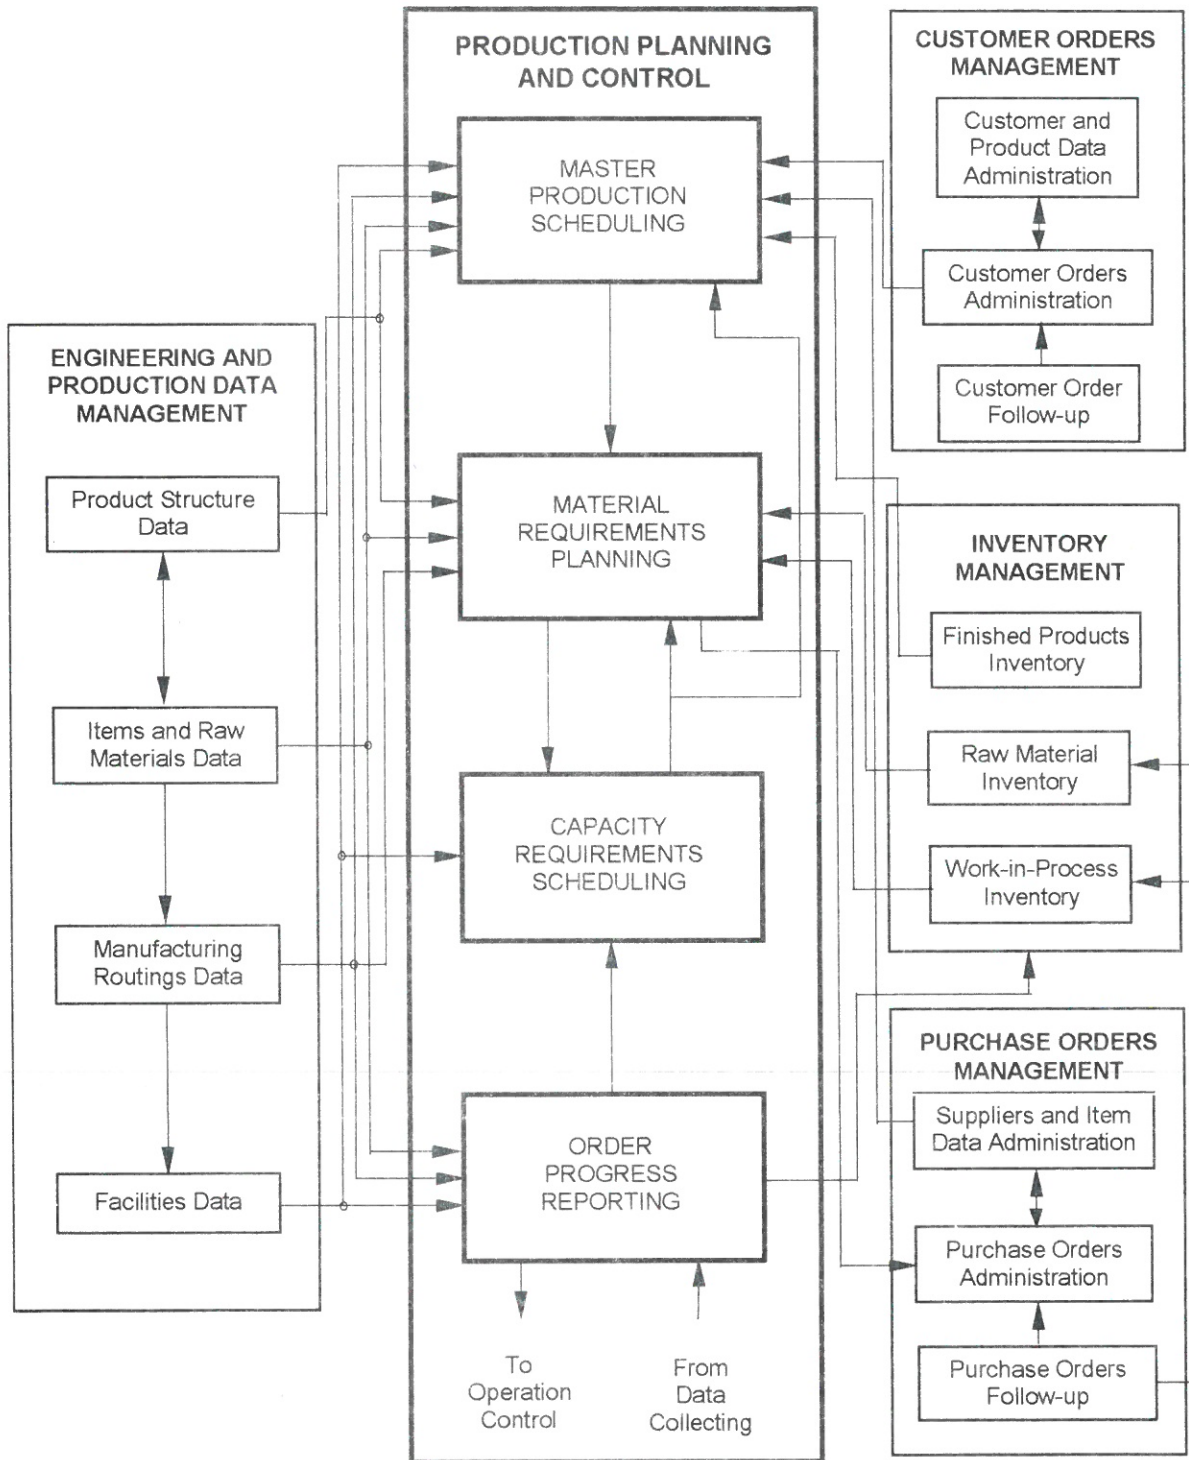 PRODUCTION PLANNING
AND CONTROL
MASTER
PRODUCTION
SCHEDULING
MATERIAL
REQUIREMENTS
PLANNING
CAPACITY
REQUIREMENTS
SCHEDULING
ORDER
PROGRESS
REPORTING
To
Operation
Control
From
Data
Collecting
ENGINEERING AND
PRODUCTION DATA
MANAGEMENT
Product Structure
Data
Items and Raw
Materials Data
Manufacturing
Routings Data
Facilities Data
CUSTOMER ORDERS
MANAGEMENT
Customer and
Product Data
Administration
Customer Orders
Administration
Customer Order
Follow-up
INVENTORY
MANAGEMENT
Finished Products
Inventory
Raw Material
Inventory
Work-in-Process
Inventory
PURCHASE ORDERS
MANAGEMENT
Suppliers and Item
Data Administration
Purchase Orders
Administration
Purchase Orders
Follow-up